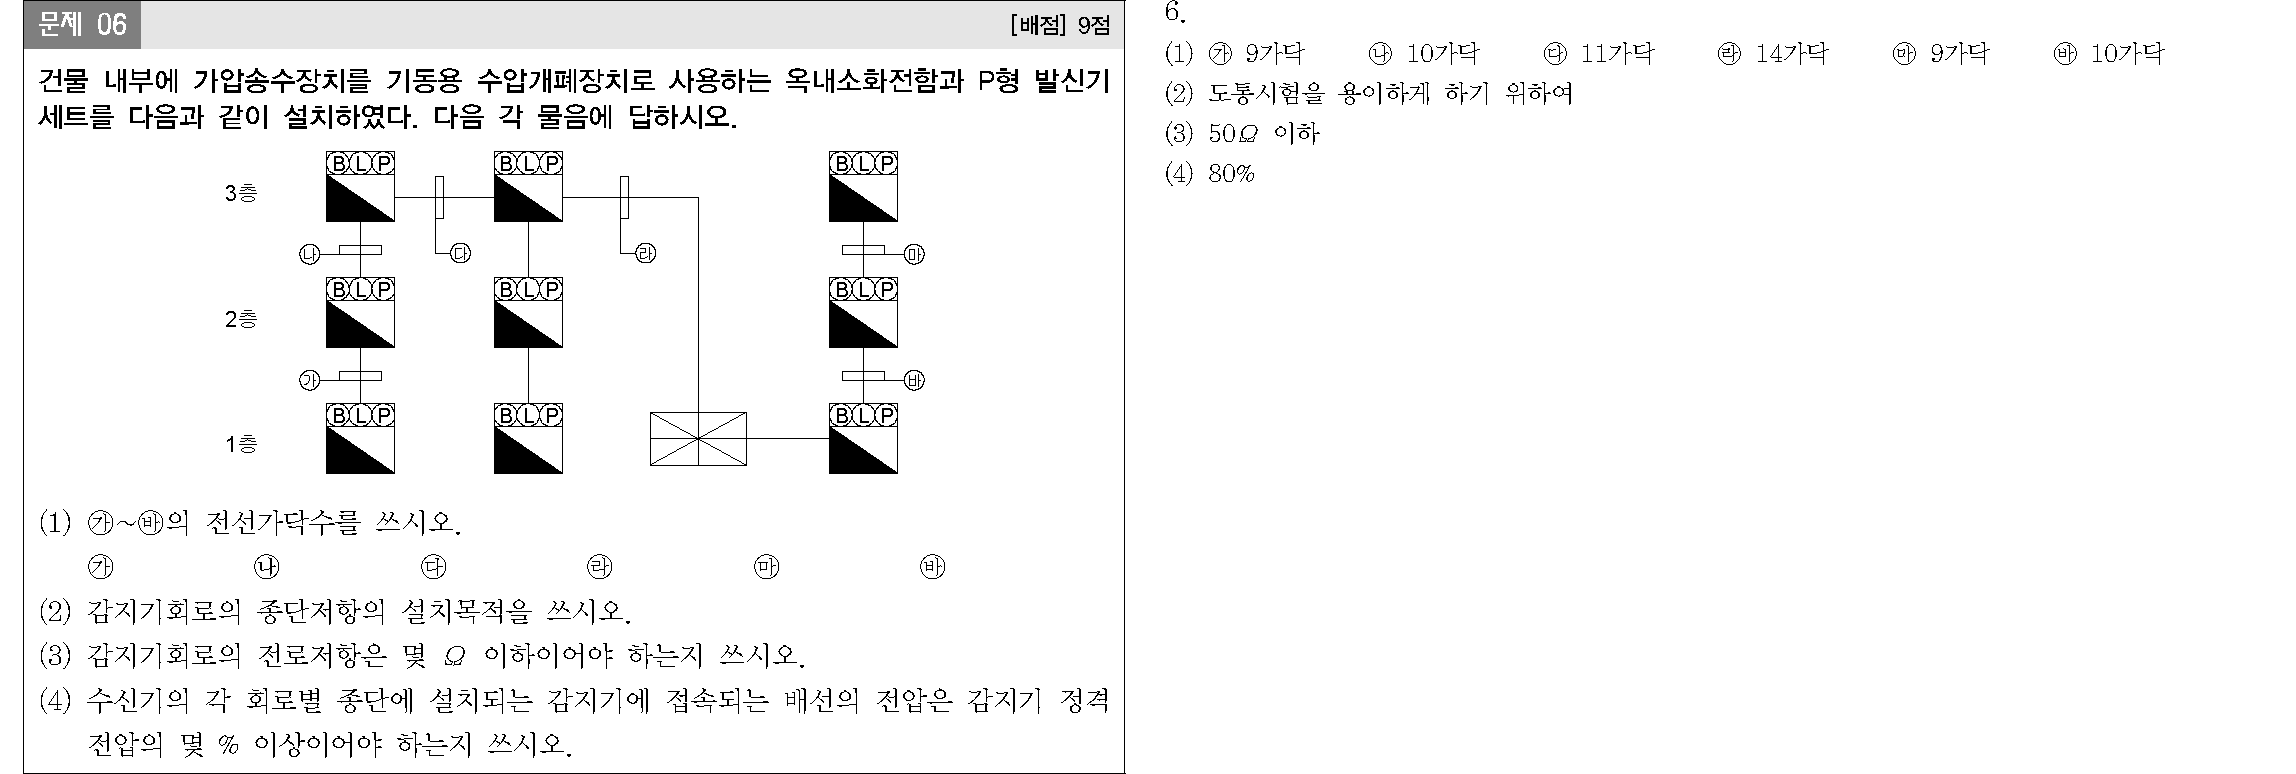 문제 06 [배점] 9점
건물 내부에 가압송수장치를 기동용 수압개폐장치로 사용하는 옥내소화전함과 P형 발신기
세트를 다음과 같이 설치하였다. 다음 각 물음에 답하시오.
Ⓑ Ⓛ Ⓟ Ⓑ Ⓛ Ⓟ Ⓑ Ⓛ Ⓟ
3층
㉯ ㉰ ㉱ ㉲
Ⓑ Ⓛ Ⓟ Ⓑ Ⓛ Ⓟ Ⓑ Ⓛ Ⓟ
2층
㉮ ㉳
Ⓑ Ⓛ Ⓟ Ⓑ Ⓛ Ⓟ Ⓑ Ⓛ Ⓟ
1층
(1) ㉮~㉳의 전선가닥수를 쓰시오.
㉮ ㉯ ㉰ ㉱ ㉲ ㉳
(2) 감지기회로의 종단저항의 설치목적을 쓰시오.
(3) 감지기회로의 전로저항은 몇 Ω 이하이어야 하는지 쓰시오.
(4) 수신기의 각 회로별 종단에 설치되는 감지기에 접속되는 배선의 전압은 감지기 정격
전압의 몇 % 이상이어야 하는지 쓰시오.
6.
(1) ㉮ 9가닥 ㉯ 10가닥 ㉰ 11가닥 ㉱ 14가닥 ㉲ 9가닥 ㉳ 10가닥
(2) 도통시험을 용이하게 하기 위하여
(3) 50Ω 이하
(4) 80%